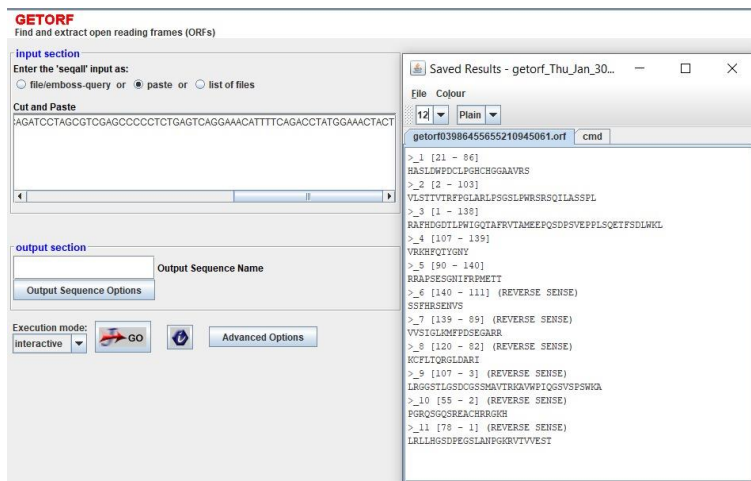 GETORF
Find and extract open reading frames (ORFs)
input section
Enter the 'seqall' input as:
file/emboss-query or paste or list of files
Cut and Paste
AGATCCTAGCGTCGAGCCCCCTCTGAGTCAGGAAACATTTTCAGACCTATGGAAACTACT
output section
Output Sequence Name
Output Sequence Options
Execution mode:
interactive
GO
i
Advanced Options
Saved Results - getorf_Thu_Jan_30...
File Colour
12 Plain
getorf03986455655210945061.orf cmd
>_1 [21 - 86]
HASLDWPDCLPGHCHGGAAVRS
>_2 [2 - 103]
VLSTTVTRFPGLARLPSGSLPWRSRSQILASSPL
>_3 [1 - 138]
RAFHDGDTLPWIGQTAFRVTAMEEPQSDPSVEPPLSQETFSDLWKL
>_4 [107 - 139]
VRKHFQTYGNY
>_5 [90 - 140]
RRAPSESGNIFRPMETT
>_6 [140 - 111] (REVERSE SENSE)
SSFHRSENVS
>_7 [139 - 89] (REVERSE SENSE)
VVSIGLKMFPDSEGARR
>_8 [120 - 82] (REVERSE SENSE)
KCFLTQRGLDARI
>_9 [107 - 3] (REVERSE SENSE)
LRGGSTLGSDCGSSMAVTRKAVWPIQGSVSPSWKA
>_10 [55 - 2] (REVERSE SENSE)
PGRQSGQSREACHRRGKH
>_11 [78 - 1] (REVERSE SENSE)
LRLLHGSDPEGSLANPGKRVTVVEST